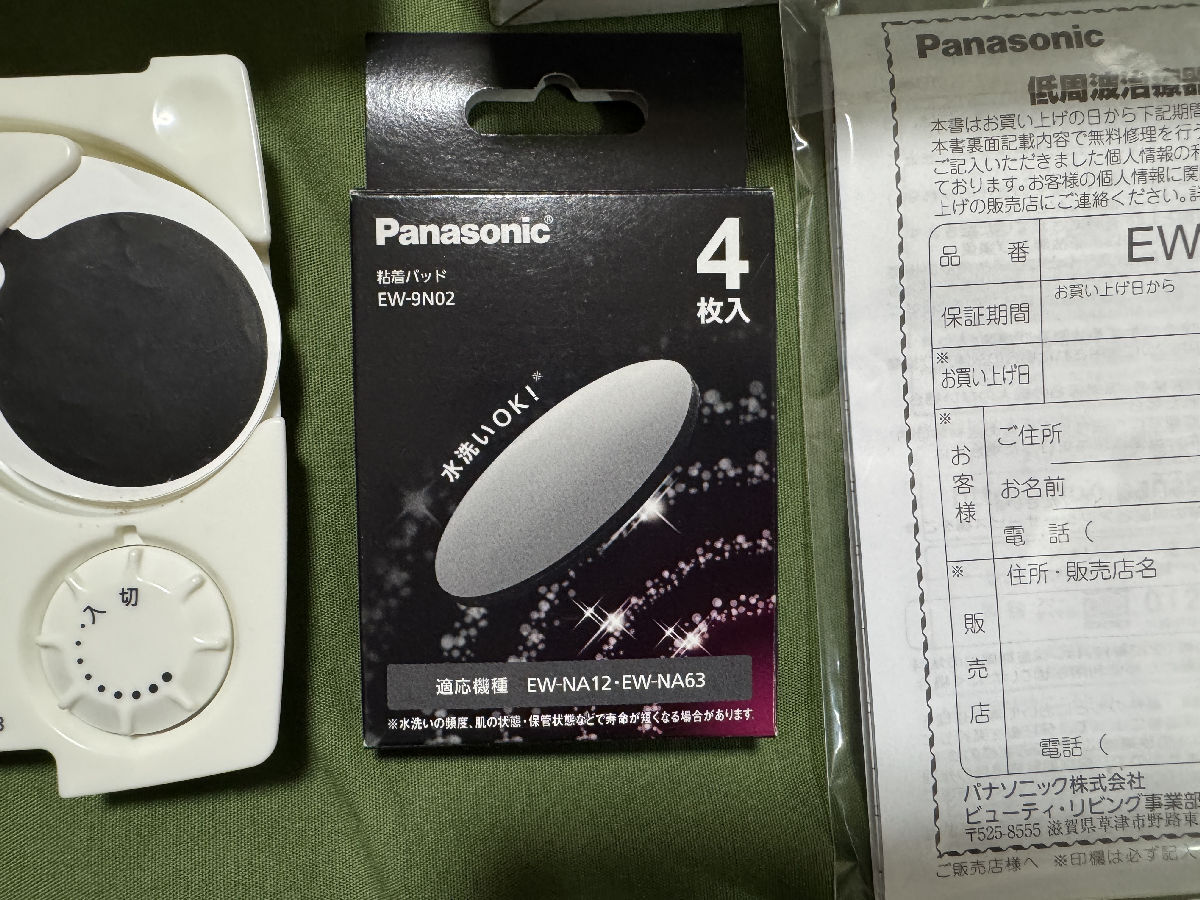 入 切
Panasonic®
粘着パッド
EW-9N02
4
枚入
水洗いOK!※
適応機種 EW-NA12・EW-NA63
※水洗いの頻度、肌の状態・保管状態などで寿命が短くなる場合があります。
Panasonic
低周波治療器
本書はお買い上げの日から下記期間
本書裏面記載内容で無料修理を行
ご記入いただきました個人情報の利
ております。お客様の個人情報に関
上げの販売店にご連絡ください。詳
品 番 EW
保証期間 お買い上げ日から
※お買い上げ日
※お客様
ご住所
お名前
電 話 (
※販売店
住所・販売店名
電話 (
パナソニック株式会社
ビューティ・リビング事業部
〒525-8555 滋賀県草津市野路東
ご販売店様へ ※印欄は必ず記入